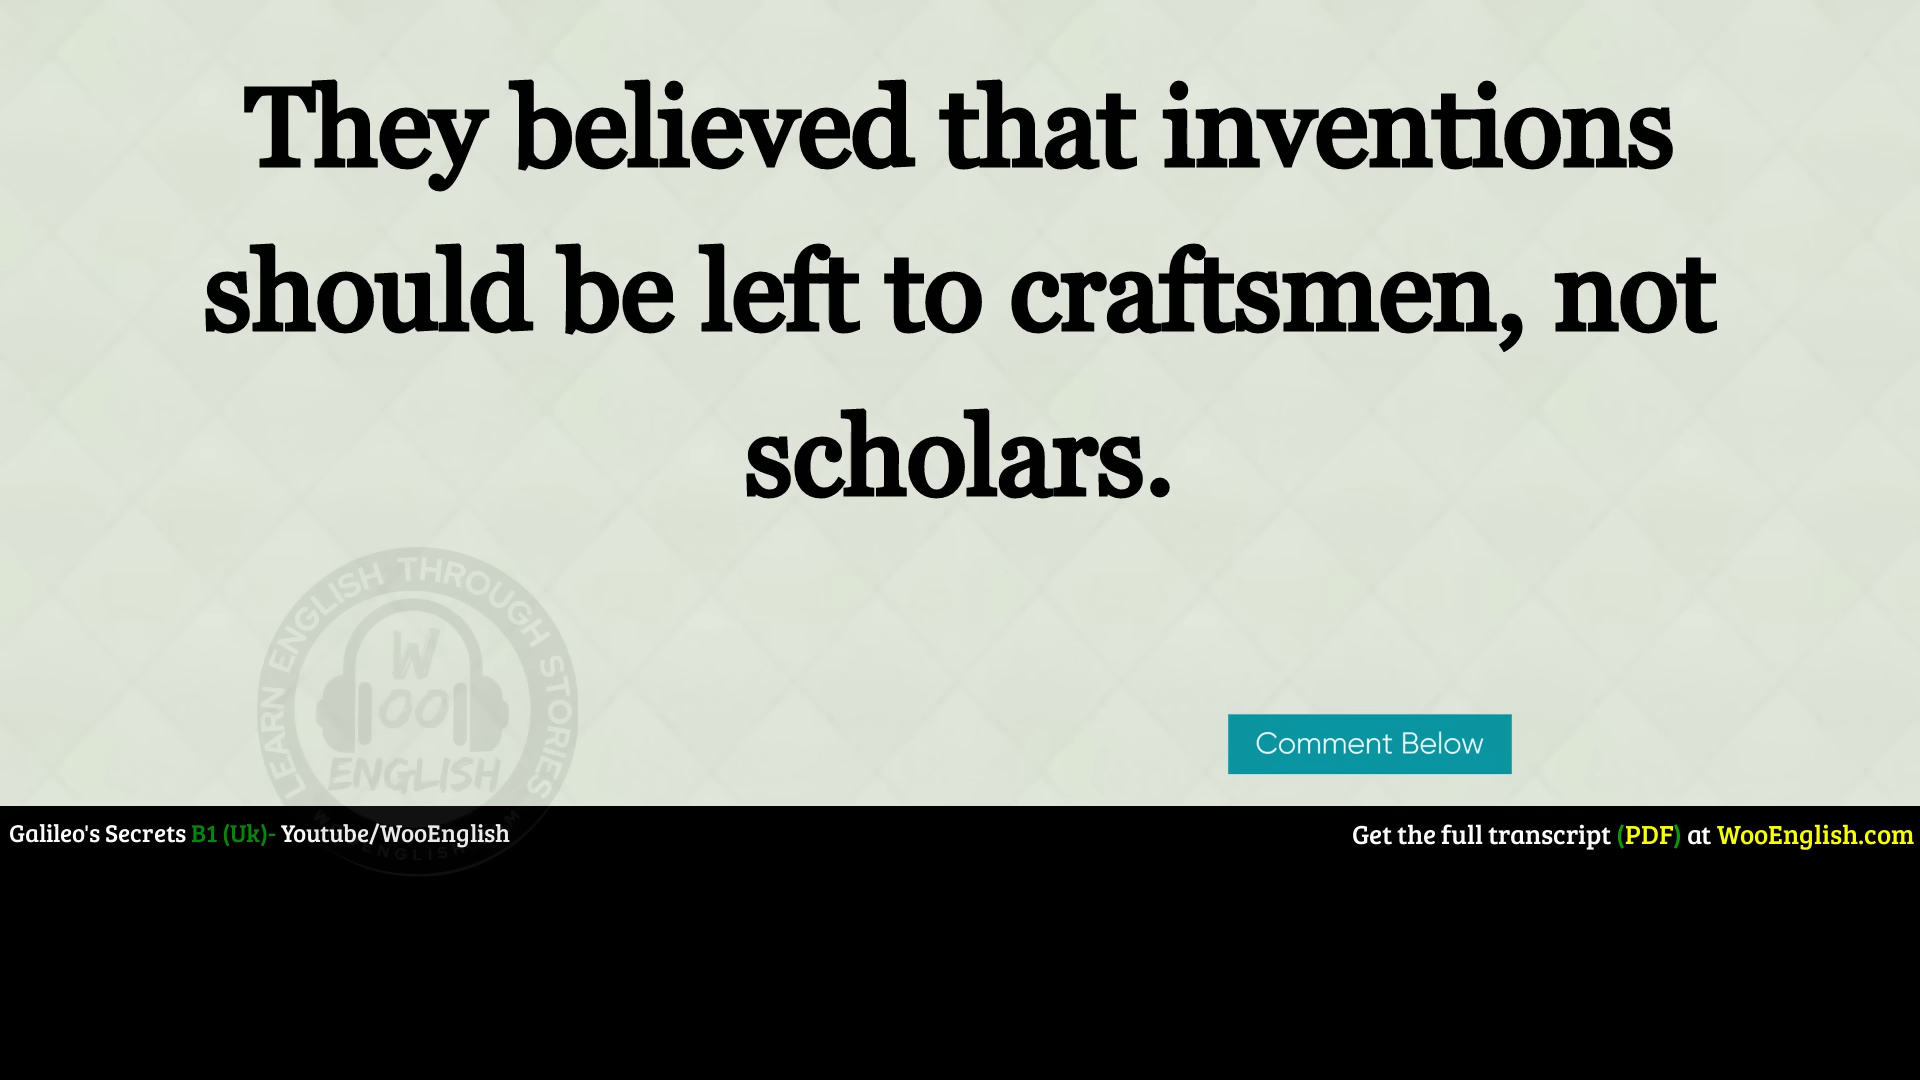 They believed that inventions
should be left to craftsmen, not
scholars.
LEARN ENGLISH THROUGH STORIES
W
OO
ENGLISH
Comment Below
Galileo's Secrets B1 (Uk)- Youtube/WooEnglish
Get the full transcript (PDF) at WooEnglish.com